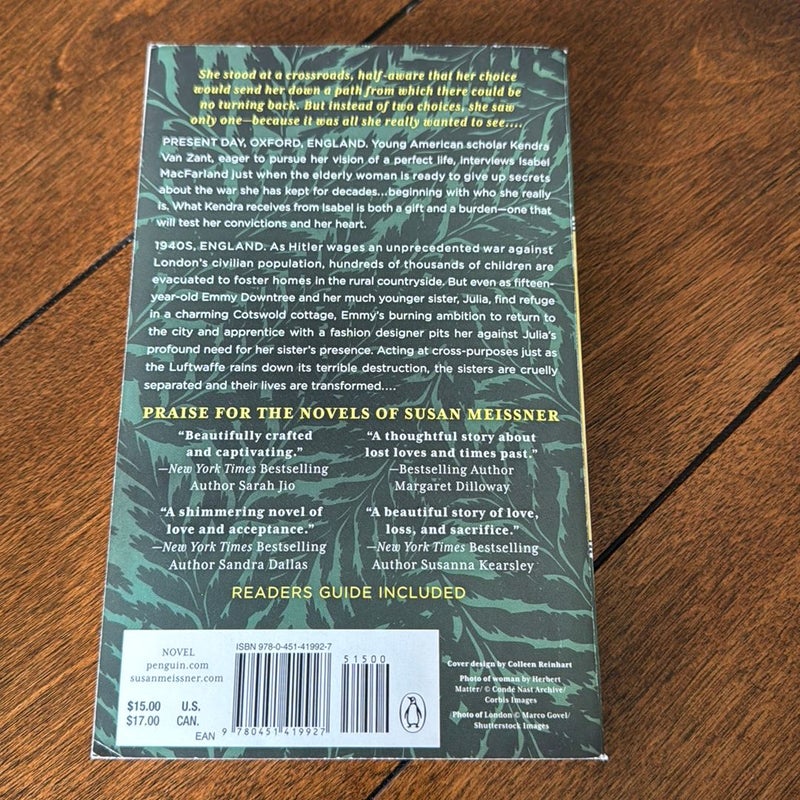 She stood at a crossroads, half-aware that her choice
would send her down a path from which there could be
no turning back. But instead of two choices, she saw
only one—because it was all she really wanted to see....
PRESENT DAY, OXFORD, ENGLAND. Young American scholar Kendra
Van Zant, eager to pursue her vision of a perfect life, interviews Isabel
MacFarland just when the elderly woman is ready to give up secrets
about the war she has kept for decades...beginning with who she really
is. What Kendra receives from Isabel is both a gift and a burden—one that
will test her convictions and her heart.
1940S, ENGLAND. As Hitler wages an unprecedented war against
London's civilian population, hundreds of thousands of children are
evacuated to foster homes in the rural countryside. But even as fifteen-
year-old Emmy Downtree and her much younger sister, Julia, find refuge
in a charming Cotswold cottage, Emmy's burning ambition to return to
the city and apprentice with a fashion designer pits her against Julia's
profound need for her sister's presence. Acting at cross-purposes just as
the Luftwaffe rains down its terrible destruction, the sisters are cruelly
separated and their lives are transformed....
PRAISE FOR THE NOVELS OF SUSAN MEISSNER
"Beautifully crafted
and captivating."
—New York Times Bestselling
Author Sarah Jio
"A thoughtful story about
lost loves and times past."
—Bestselling Author
Margaret Dilloway
"A shimmering novel of
love and acceptance."
—New York Times Bestselling
Author Sandra Dallas
"A beautiful story of love,
loss, and sacrifice."
—New York Times Bestselling
Author Susanna Kearsley
READERS GUIDE INCLUDED
NOVEL
penguin.com
susanmeissner.com
$15.00 U.S.
$17.00 CAN.
EAN
ISBN 978-0-451-41992-7
51500
9 780451 419927
Cover design by Colleen Reinhart
Photo of woman by Herbert
Matter/ © Condé Nast Archive/
Corbis Images
Photo of London © Marco Govel/
Shutterstock Images